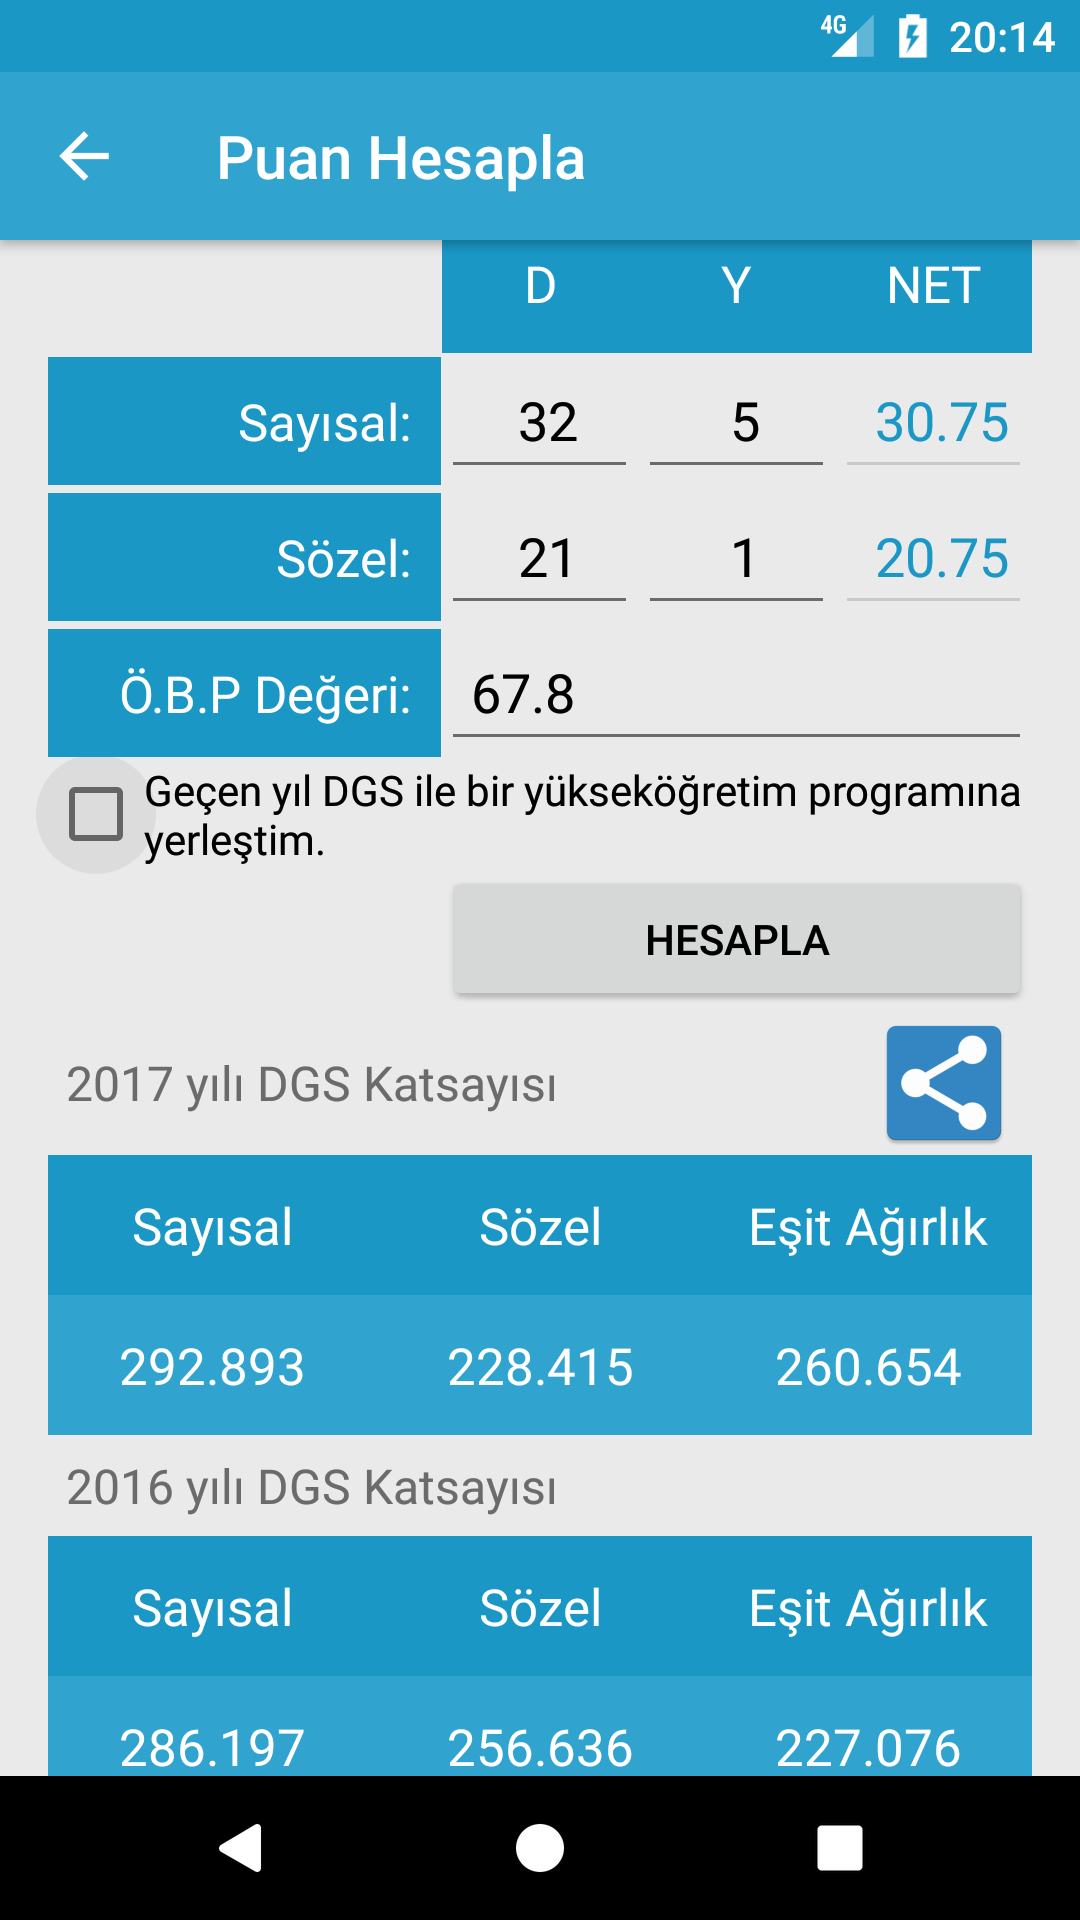 4G 20:14
Puan Hesapla
D Y NET
Sayısal: 32 5 30.75
Sözel: 21 1 20.75
Ö.B.P Değeri: 67.8
Geçen yıl DGS ile bir yükseköğretim programına
yerleştim.
HESAPLA
2017 yılı DGS Katsayısı
Sayısal Sözel Eşit Ağırlık
292.893 228.415 260.654
2016 yılı DGS Katsayısı
Sayısal Sözel Eşit Ağırlık
286.197 256.636 227.076